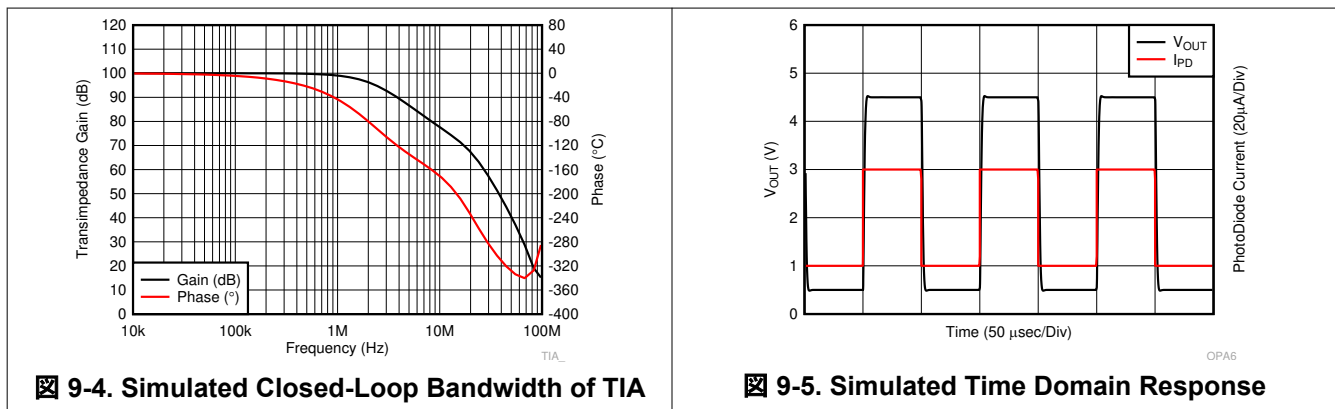 120
110
100
90
80
70
60
50
40
30
20
10
0
Transimpedance Gain (dB)
80
40
0
-40
-80
-120
-160
-200
-240
-280
-320
-360
-400
Phase (°C)
Gain (dB)
Phase (°)
10k 100k 1M 10M 100M
Frequency (Hz)
TIA_
図 9-4. Simulated Closed-Loop Bandwidth of TIA
6
5
4
3
2
1
0
VOUT (V)
VOUT
IPD
PhotoDiode Current (20µA/Div)
Time (50 µsec/Div)
OPA6
図 9-5. Simulated Time Domain Response